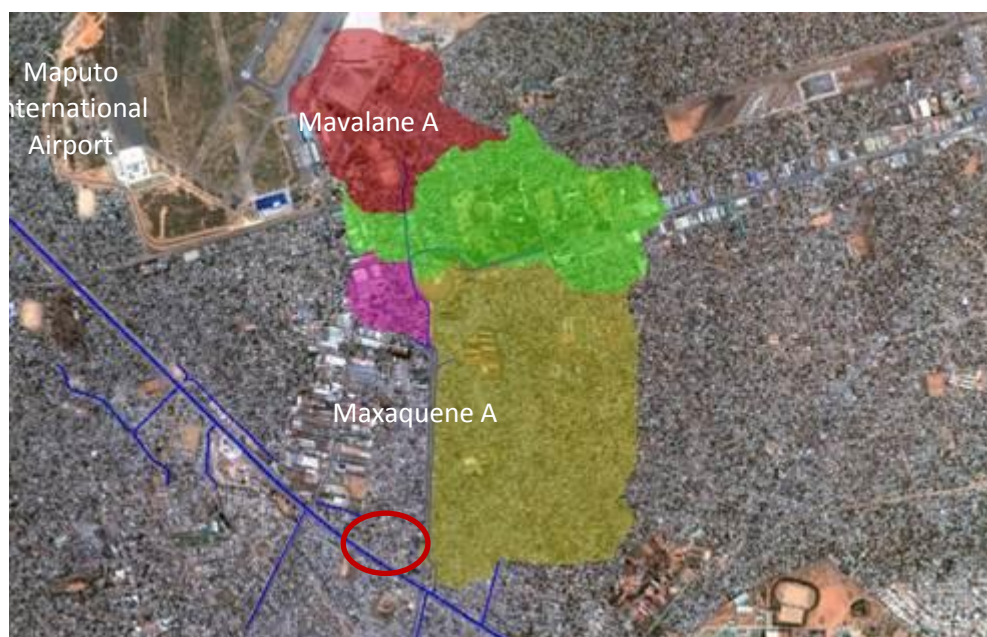 Maputo
nternational
Airport
Mavalane A
Maxaquene A